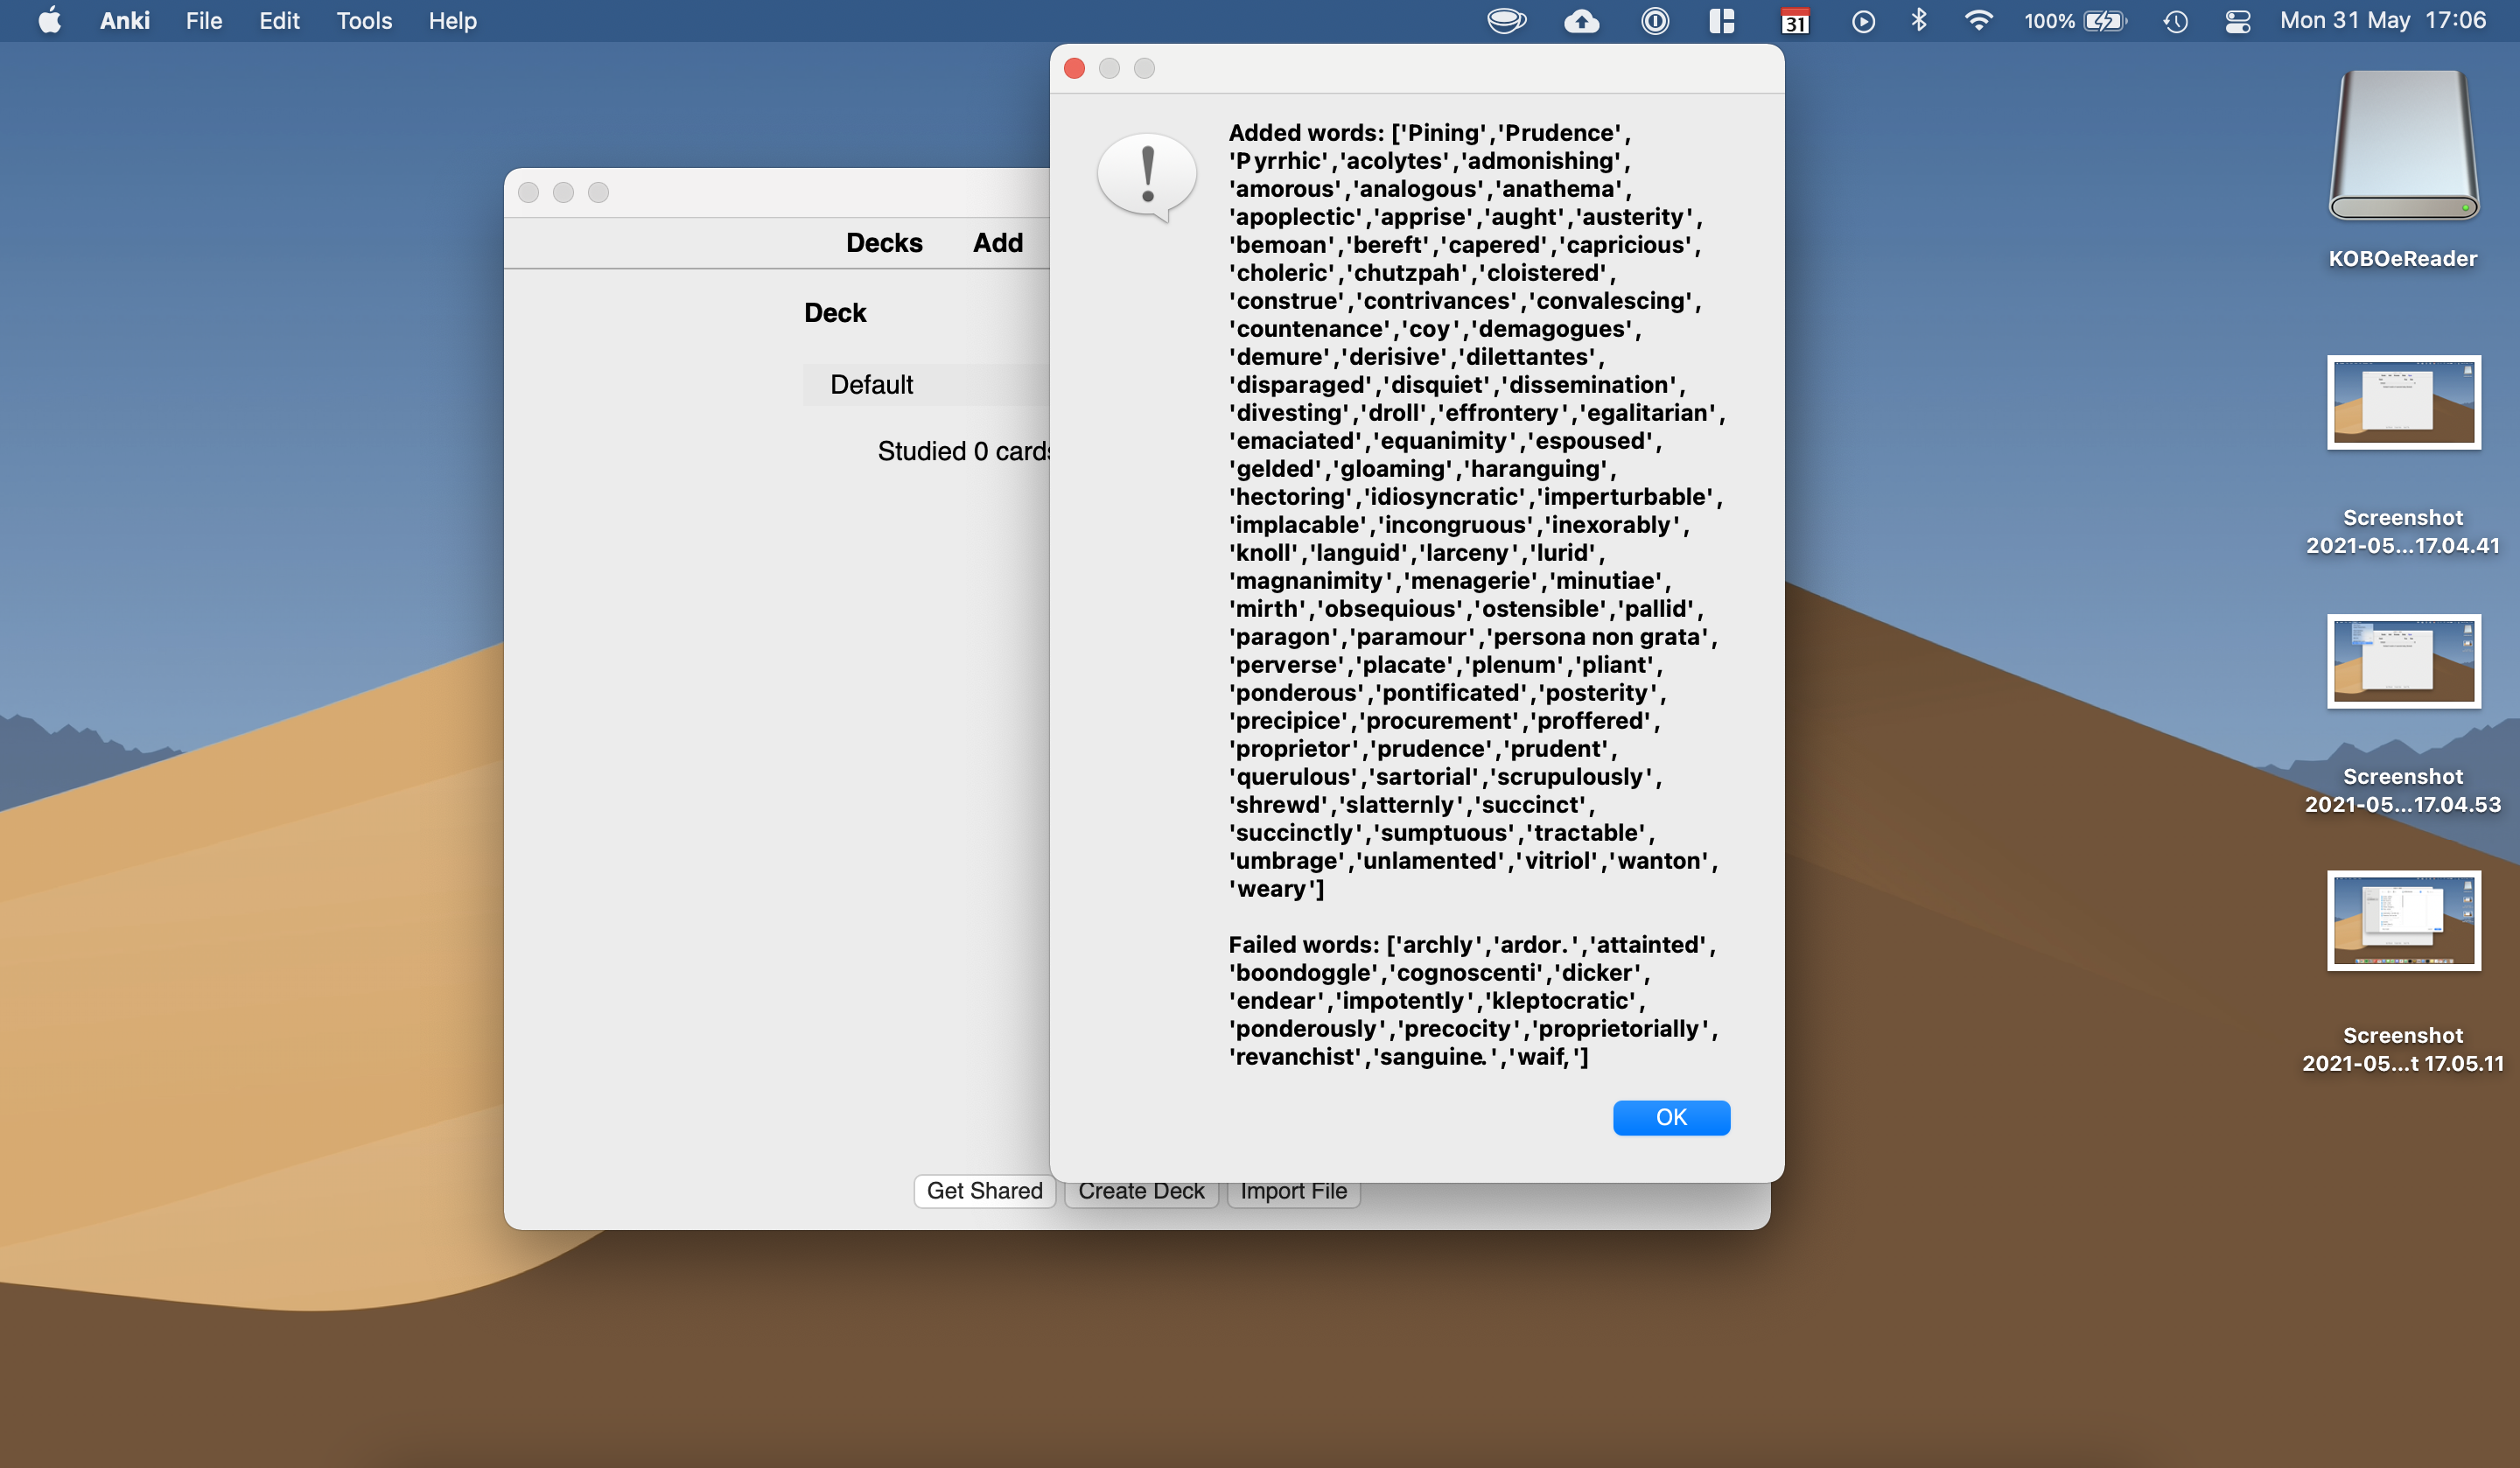 Anki File Edit Tools Help
31
100%
Mon 31 May 17:06
Decks Add
Deck
Default
Studied 0 cards
Get Shared
Create Deck
Import File
Added words: ['Pining','Prudence',
'Pyrrhic','acolytes','admonishing',
'amorous','analogous','anathema',
'apoplectic','apprise','aught','austerity',
'bemoan','bereft','capered','capricious',
'choleric','chutzpah','cloistered',
'construe','contrivances','convalescing',
'countenance','coy','demagogues',
'demure','derisive','dilettantes',
'disparaged','disquiet','dissemination',
'divesting','droll','effrontery','egalitarian',
'emaciated','equanimity','espoused',
'gelded','gloaming','haranguing',
'hectoring','idiosyncratic','imperturbable',
'implacable','incongruous','inexorably',
'knoll','languid','larceny','lurid',
'magnanimity','menagerie','minutiae',
'mirth','obsequious','ostensible','pallid',
'paragon','paramour','persona non grata',
'perverse','placate','plenum','pliant',
'ponderous','pontificated','posterity',
'precipice','procurement','proffered',
'proprietor','prudence','prudent',
'querulous','sartorial','scrupulously',
'shrewd','slatternly','succinct',
'succinctly','sumptuous','tractable',
'umbrage','unlamented','vitriol','wanton',
'weary']
Failed words: ['archly','ardor.','attainted',
'boondoggle','cognoscenti','dicker',
'endear','impotently','kleptocratic',
'ponderously','precocity','proprietorially',
'revanchist','sanguine.','waif,']
OK
KOBOeReader
Screenshot
2021-05...17.04.41
Screenshot
2021-05...17.04.53
Screenshot
2021-05...t 17.05.11